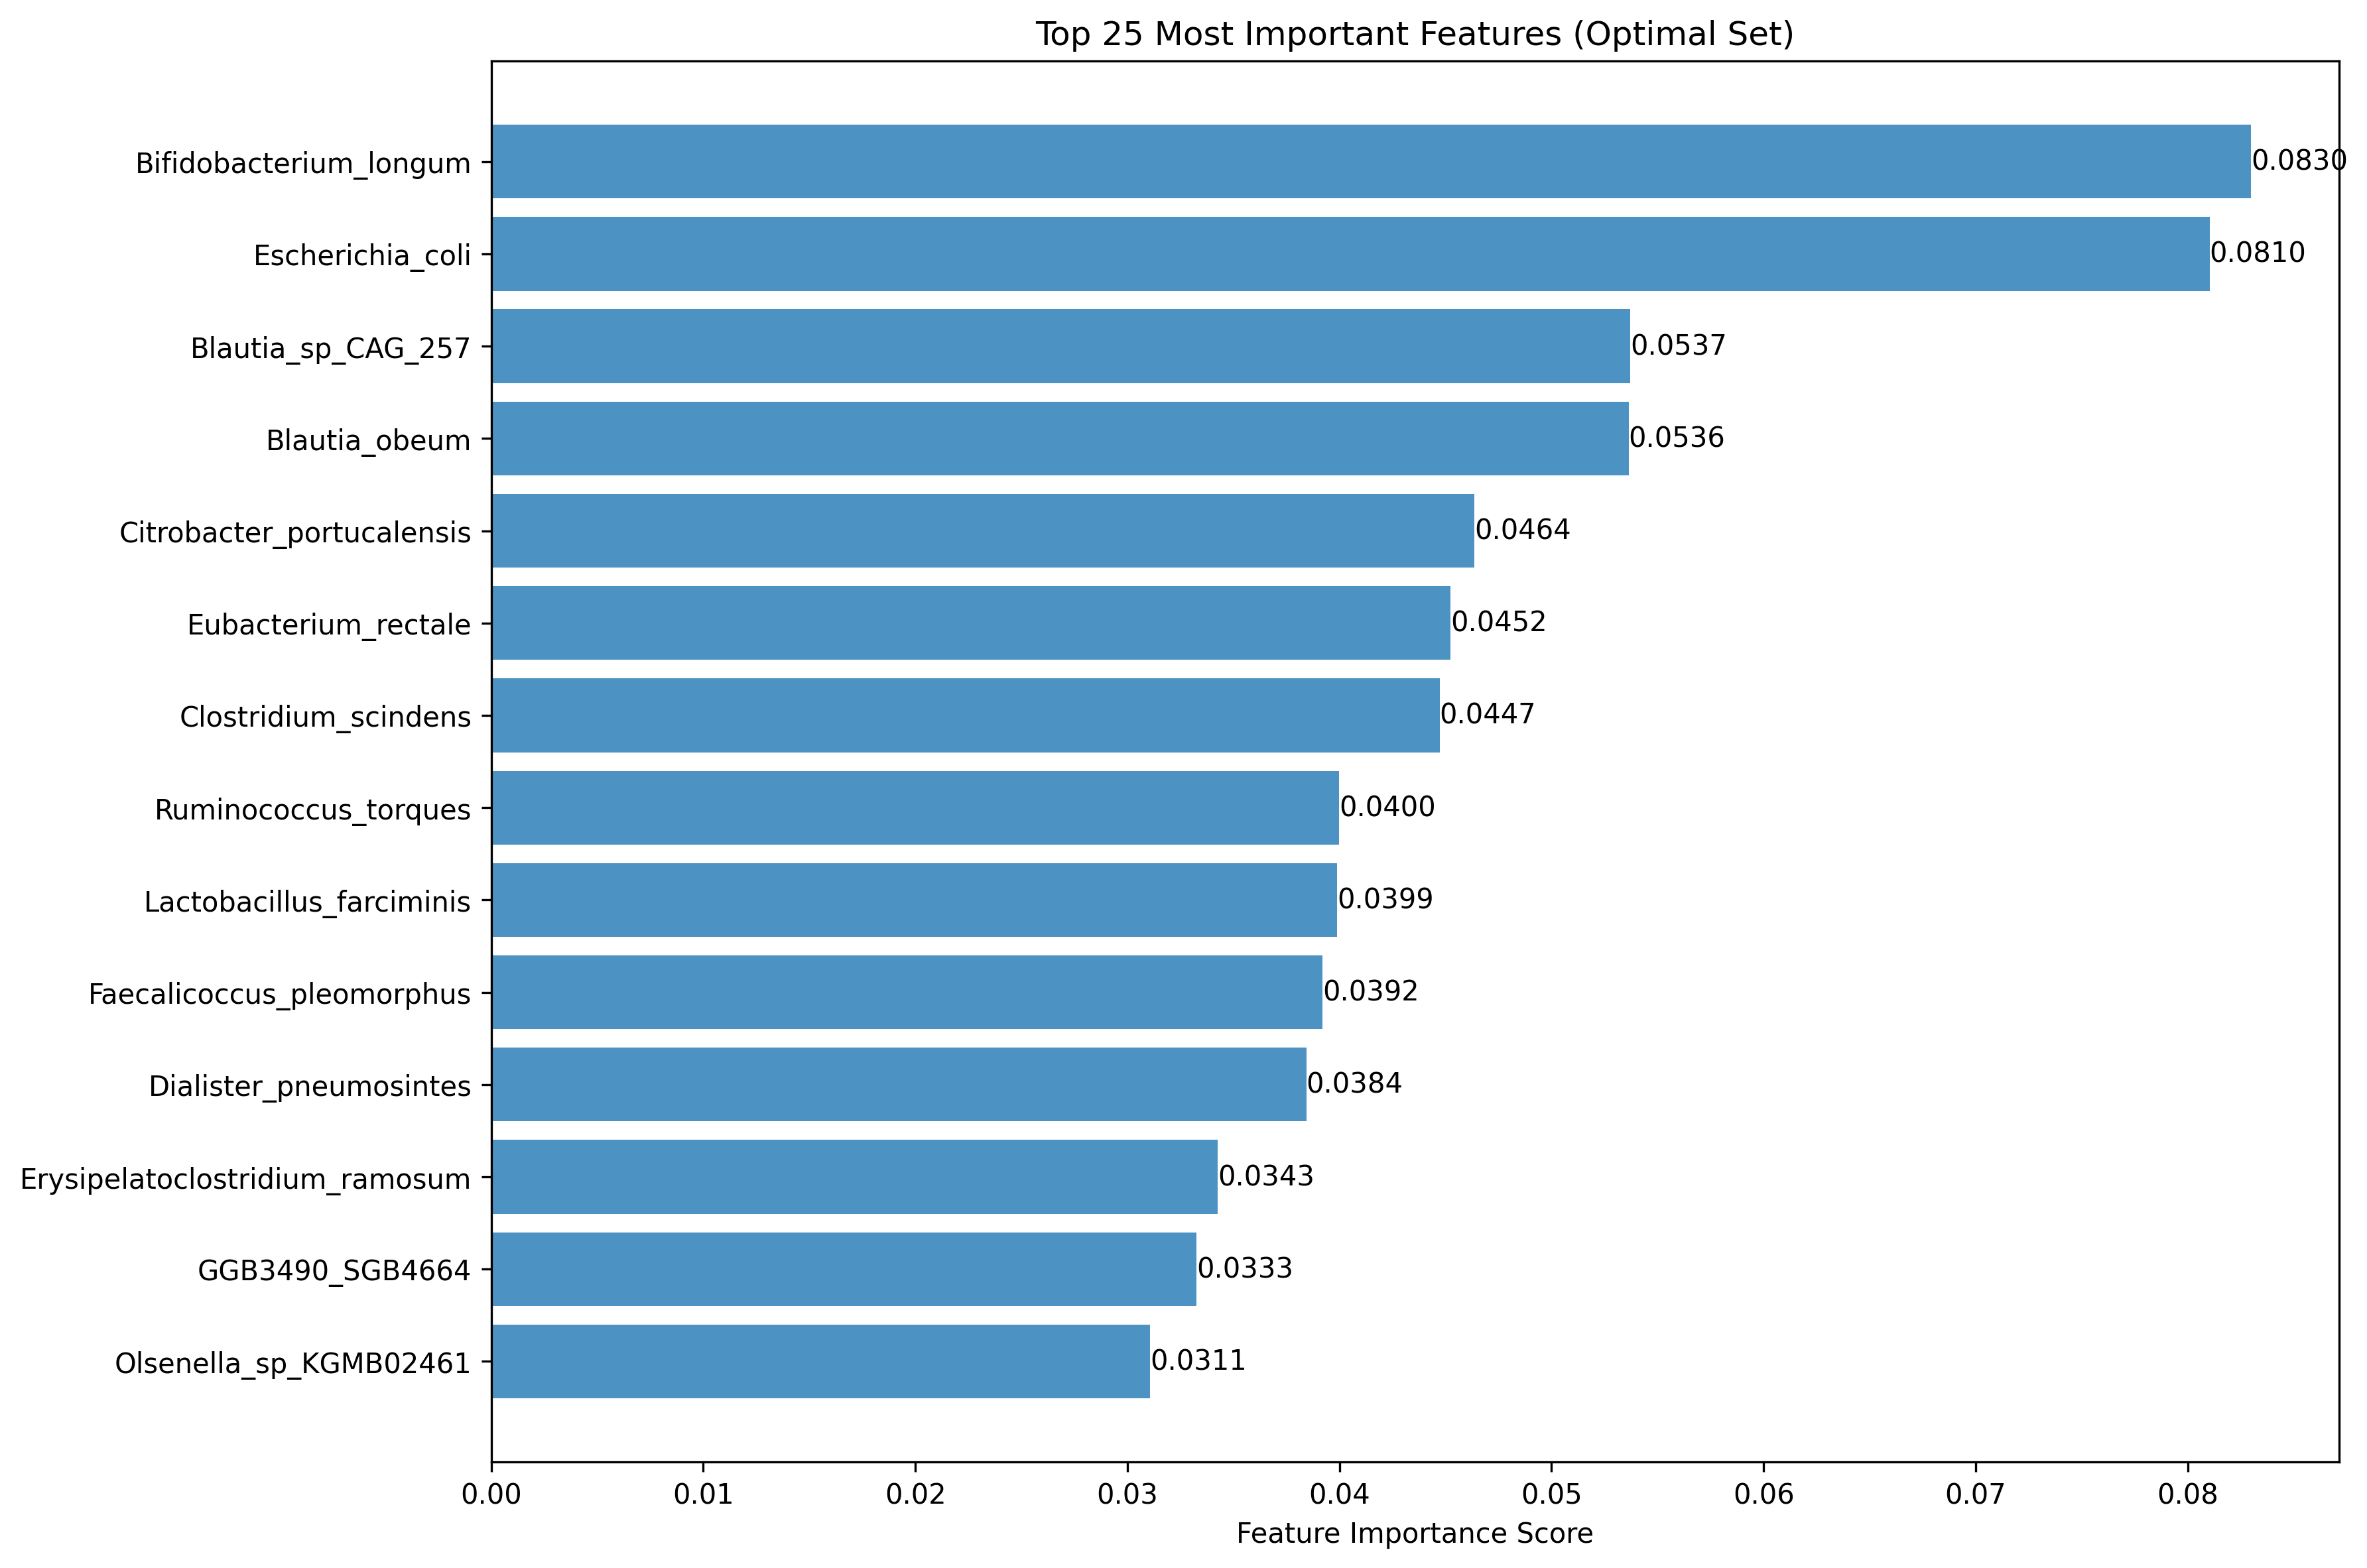 Top 25 Most Important Features (Optimal Set)
Bifidobacterium_longum 0.0830
Escherichia_coli 0.0810
Blautia_sp_CAG_257 0.0537
Blautia_obeum 0.0536
Citrobacter_portucalensis 0.0464
Eubacterium_rectale 0.0452
Clostridium_scindens 0.0447
Ruminococcus_torques 0.0400
Lactobacillus_farciminis 0.0399
Faecalicoccus_pleomorphus 0.0392
Dialister_pneumosintes 0.0384
Erysipelatoclostridium_ramosum 0.0343
GGB3490_SGB4664 0.0333
Olsenella_sp_KGMB02461 0.0311
0.00 0.01 0.02 0.03 0.04 0.05 0.06 0.07 0.08
Feature Importance Score